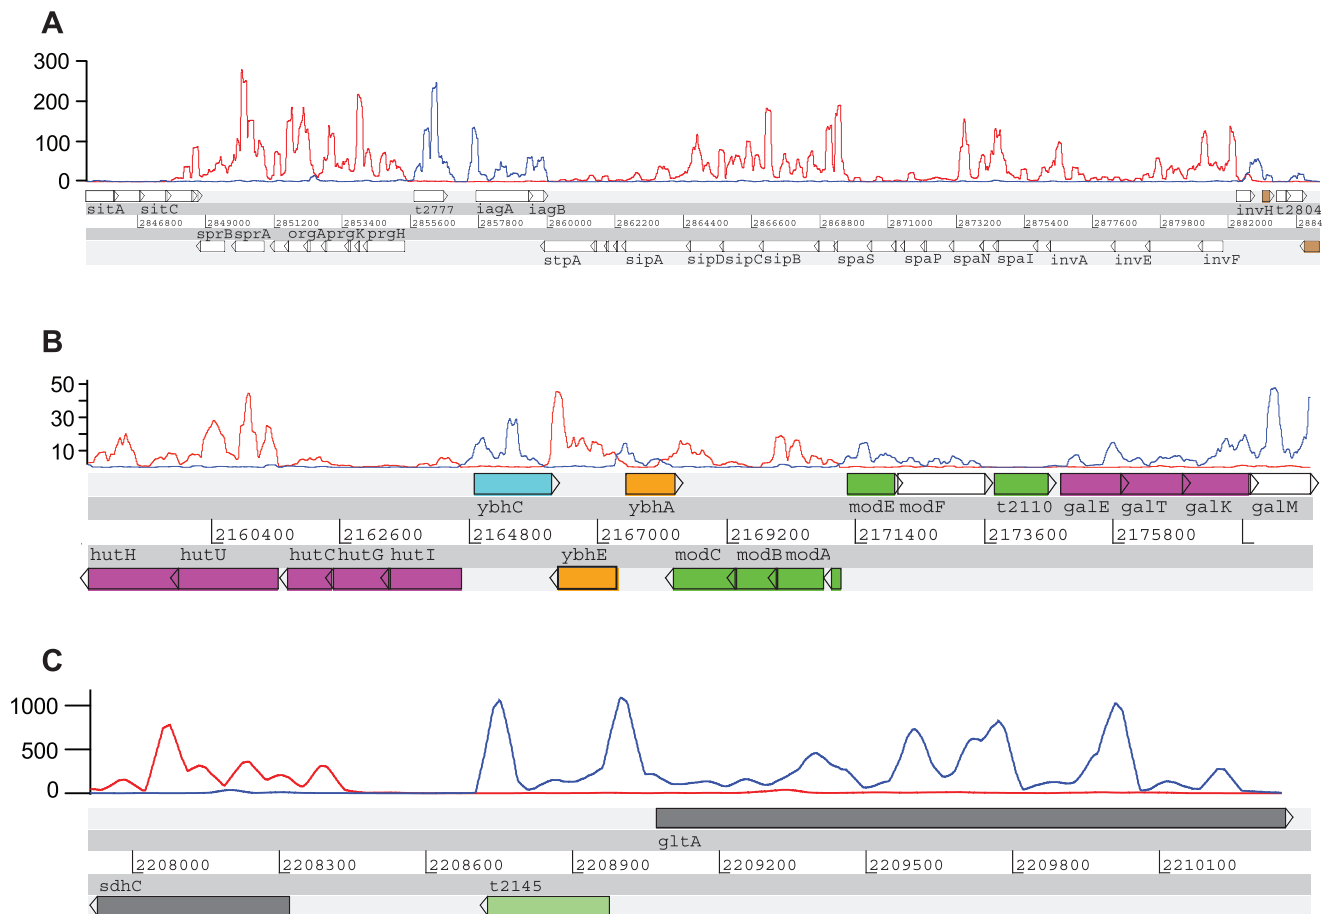 A
300
200
100
0
sitA sitC t2777 iagA iagB invH t2804
2846800 2849000 2851200 2853400 2855600 2857800 2860000 2862200 2864400 2866600 2868800 2871000 2873200 2875400 2877600 2879800 2882000 2884
sprB sprA orgA prgK prgH
stpA sipA sipD sipC sipB spaS spaP spaN spaI invA invE invF
B
50
30
10
ybhC ybhA modE modF t2110 galE galT galK galM
2160400 2162600 2164800 2167000 2169200 2171400 2173600 2175800
hutH hutU hutC hutG hutI ybhE modC modB modA
C
1000
500
0
gltA
2208000 2208300 2208600 2208900 2209200 2209500 2209800 2210100
sdhC t2145